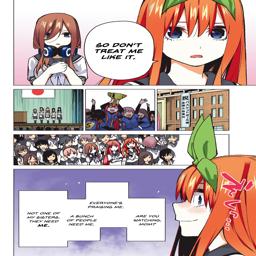 SO DON'T
TREAT ME
LIKE IT.
EVERYONE'S
PRAISING ME.
NOT ONE OF
MY SISTERS.
THEY NEED
ME.
A BUNCH OF
PEOPLE NEED
ME.
ARE YOU
WATCHING,
MOM?